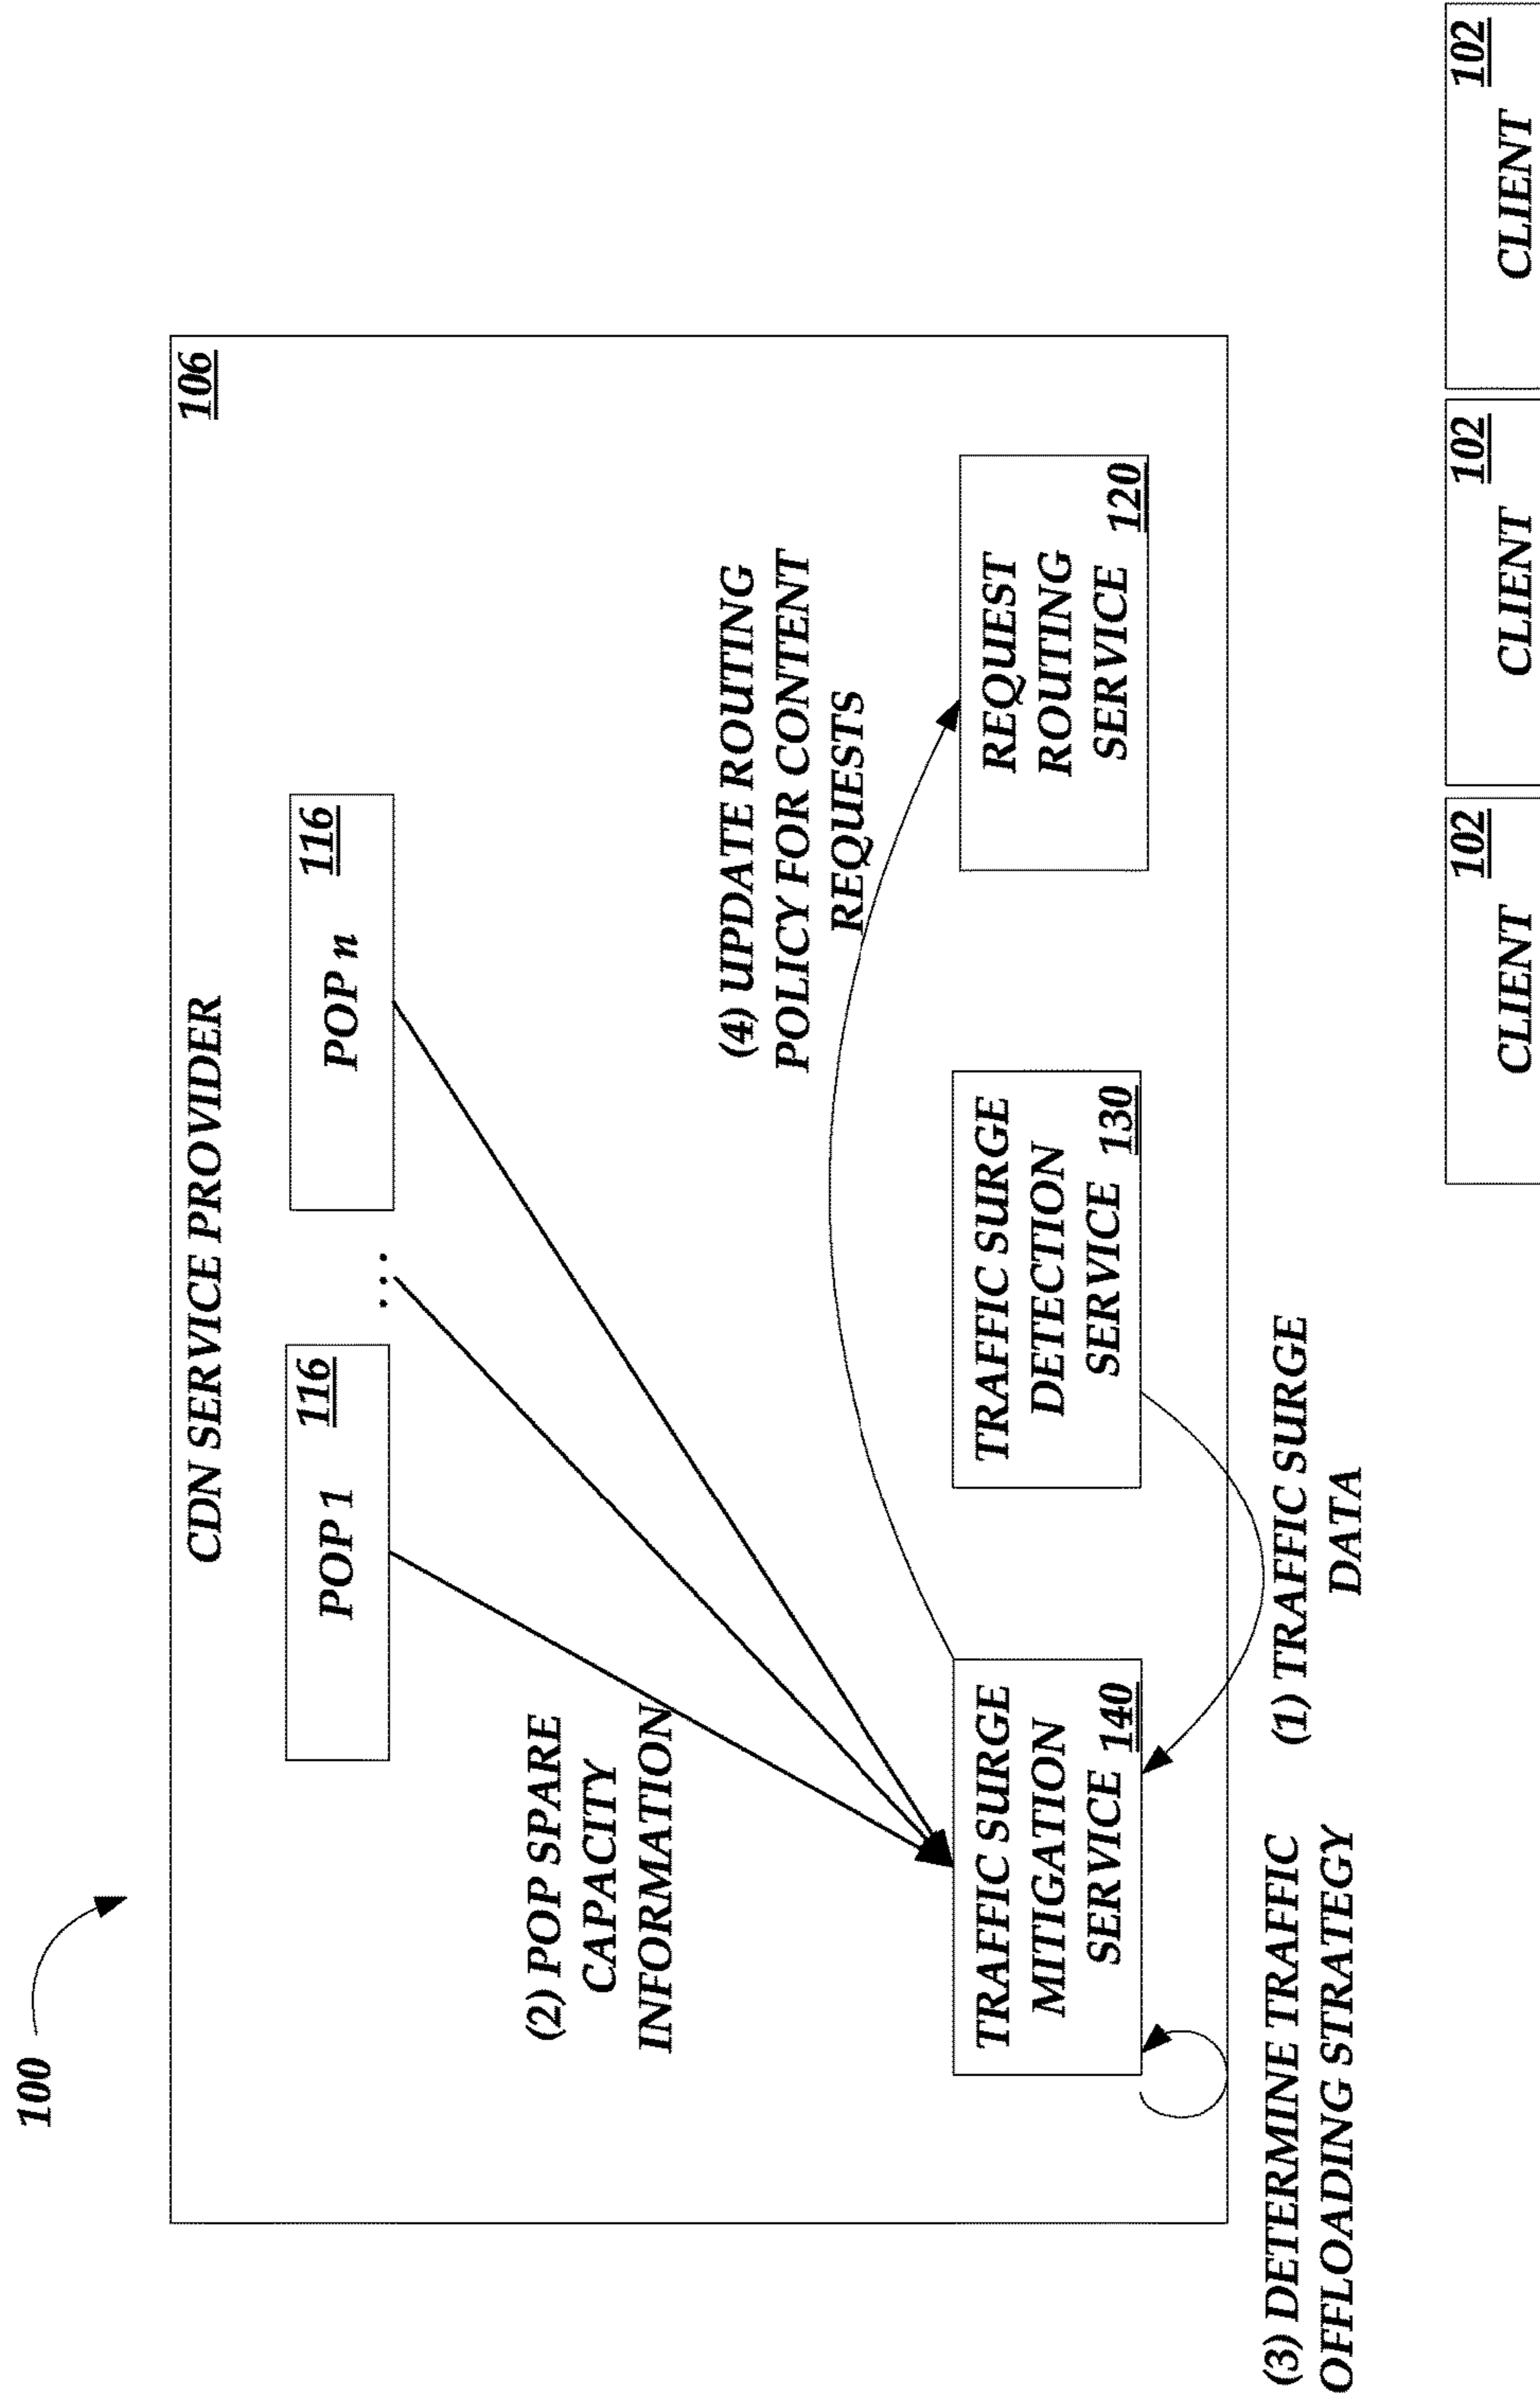 100
CDN SERVICE PROVIDER
106
POP 1
116
...
POP n
116
(2) POP SPARE
CAPACITY
INFORMATION
(4) UPDATE ROUTING
POLICY FOR CONTENT
REQUESTS
TRAFFIC SURGE
MITIGATION
SERVICE 140
TRAFFIC SURGE
DETECTION
SERVICE 130
REQUEST
ROUTING
SERVICE 120
(3) DETERMINE TRAFFIC
OFFLOADING STRATEGY
(1) TRAFFIC SURGE
DATA
102
CLIENT
102
CLIENT
102
CLIENT